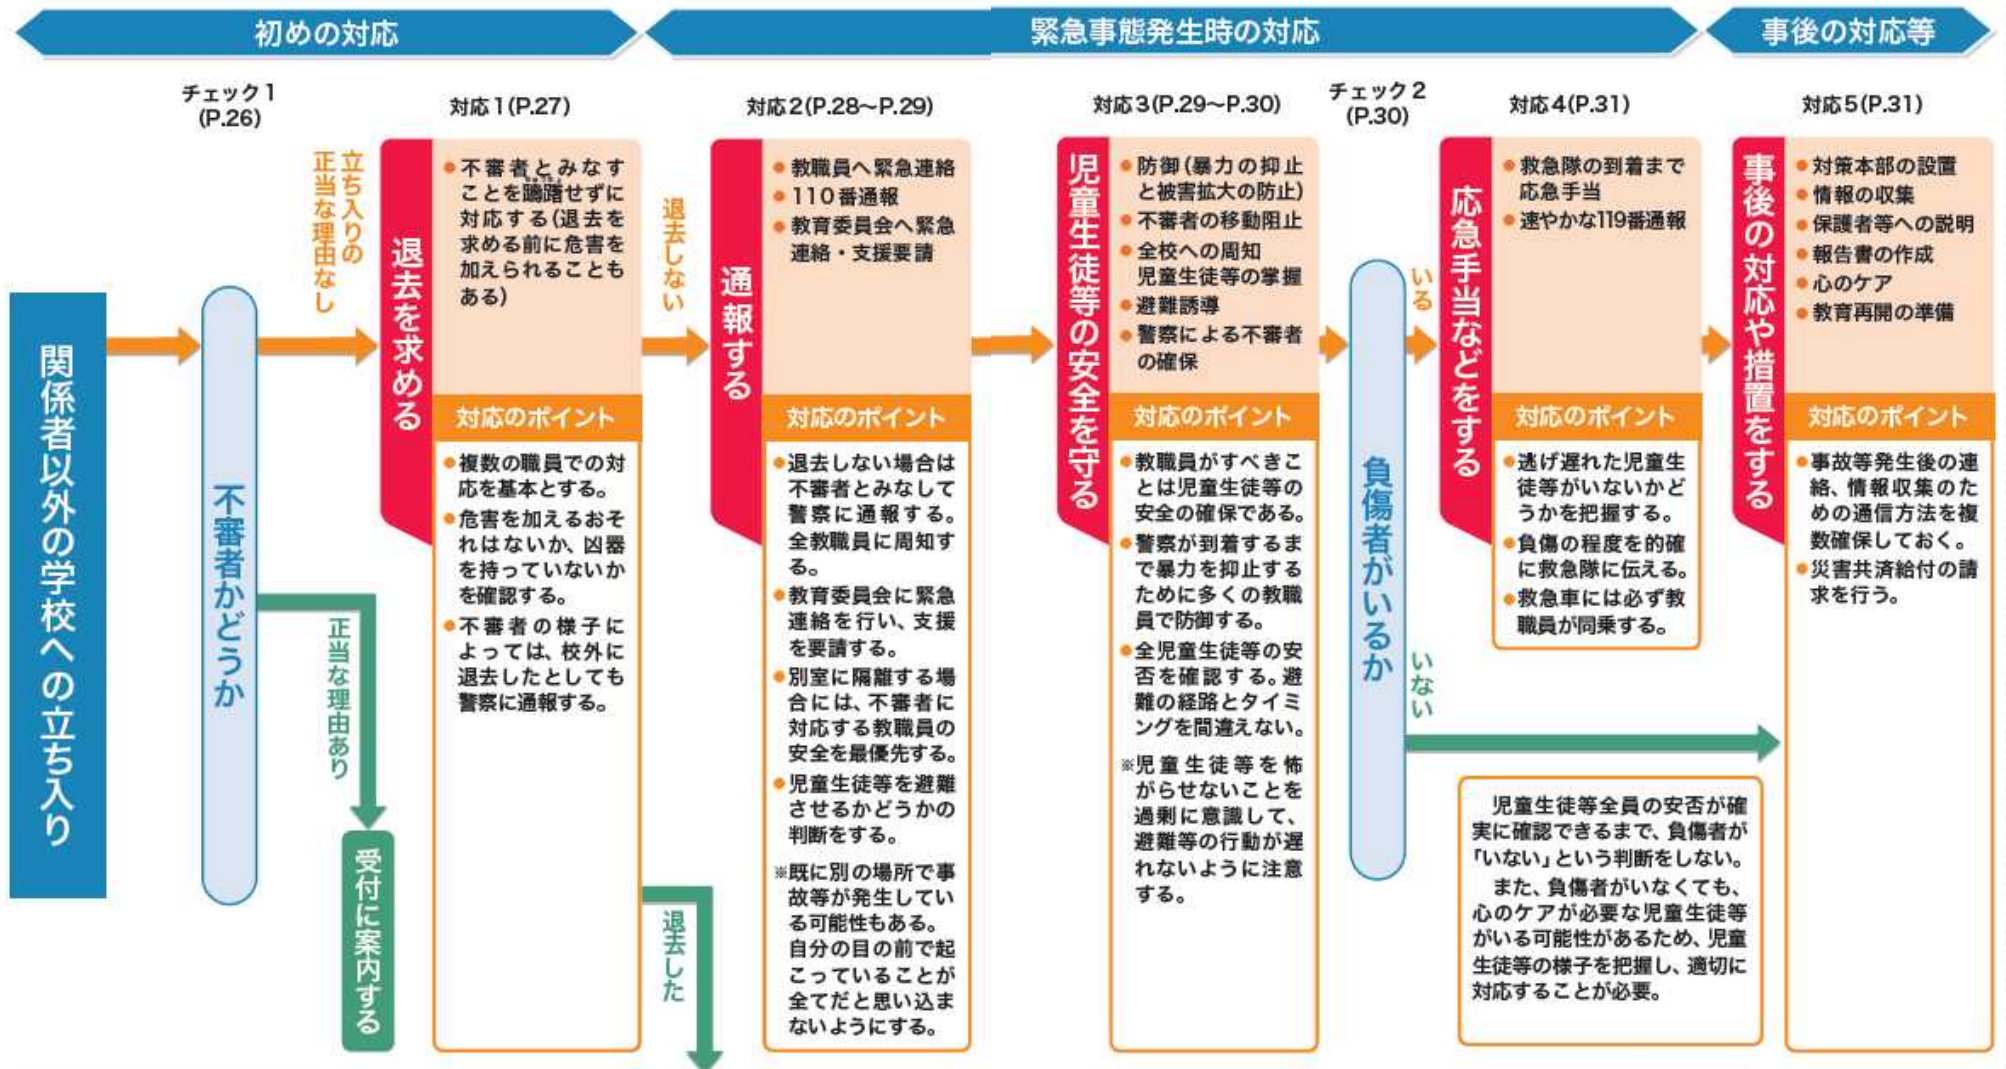 初めの対応
緊急事態発生時の対応
事後の対応等
関係者以外の学校への立ち入り
チェック1
(P.26)
不審者かどうか
立ち入りの
正当な理由なし
正当な理由あり
受付に案内する
対応1(P.27)
退去を求める
●不審者とみなす
ことを躊躇せずに
対応する(退去を
求める前に危害を
加えられることも
ある)
対応のポイント
●複数の職員での対
応を基本とする。
●危害を加えるおそ
れはないか、凶器
を持っていないか
を確認する。
●不審者の様子に
よっては、校外に
退去したとしても
警察に通報する。
退去しない
退去した
対応2(P.28〜P.29)
通報する
●教職員へ緊急連絡
●110番通報
●教育委員会へ緊急
連絡・支援要請
対応のポイント
●退去しない場合は
不審者とみなして
警察に通報する。
全教職員に周知す
る。
●教育委員会に緊急
連絡を行い、支援
を要請する。
●別室に隔離する場
合には、不審者に
対応する教職員の
安全を最優先する。
●児童生徒等を避難
させるかどうかの
判断をする。
※既に別の場所で事
故等が発生してい
る可能性もある。
自分の目の前で起
こっていることが
全てだと思い込ま
ないようにする。
対応3(P.29〜P.30)
児童生徒等の安全を守る
●防御(暴力の抑止
と被害拡大の防止)
●不審者の移動阻止
●全校への周知
児童生徒等の掌握
●避難誘導
●警察による不審者
の確保
対応のポイント
●教職員がすべきこ
とは児童生徒等の
安全の確保である。
●警察が到着するま
で暴力を抑止する
ために多くの教職
員で防御する。
●全児童生徒等の安
否を確認する。避
難の経路とタイミ
ングを間違えない。
※児童生徒等を怖
がらせないことを
過剰に意識して、
避難等の行動が遅
れないように注意
する。
チェック2
(P.30)
負傷者がいるか
いる
いない
対応4(P.31)
応急手当などをする
●救急隊の到着まで
応急手当
●速やかな119番通報
対応のポイント
●逃げ遅れた児童生
徒等がいないかど
うかを把握する。
●負傷の程度を的確
に救急隊に伝える。
●救急車には必ず教
職員が同乗する。
児童生徒等全員の安否が確
実に確認できるまで、負傷者が
「いない」という判断をしない。
また、負傷者がいなくても、
心のケアが必要な児童生徒等
がいる可能性があるため、児童
生徒等の様子を把握し、適切に
対応することが必要。
対応5(P.31)
事後の対応や措置をする
●対策本部の設置
●情報の収集
●保護者等への説明
●報告書の作成
●心のケア
●教育再開の準備
対応のポイント
●事故等発生後の連
絡、情報収集のた
めの通信方法を複
数確保しておく。
●災害共済給付の請
求を行う。